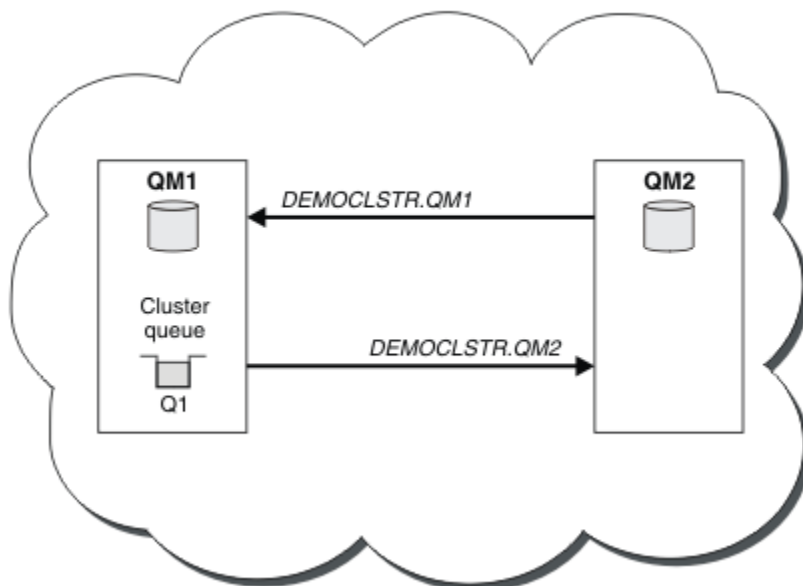 QM1
QM2
DEMOCLSTR.QM1
Cluster
queue
DEMOCLSTR.QM2
Q1